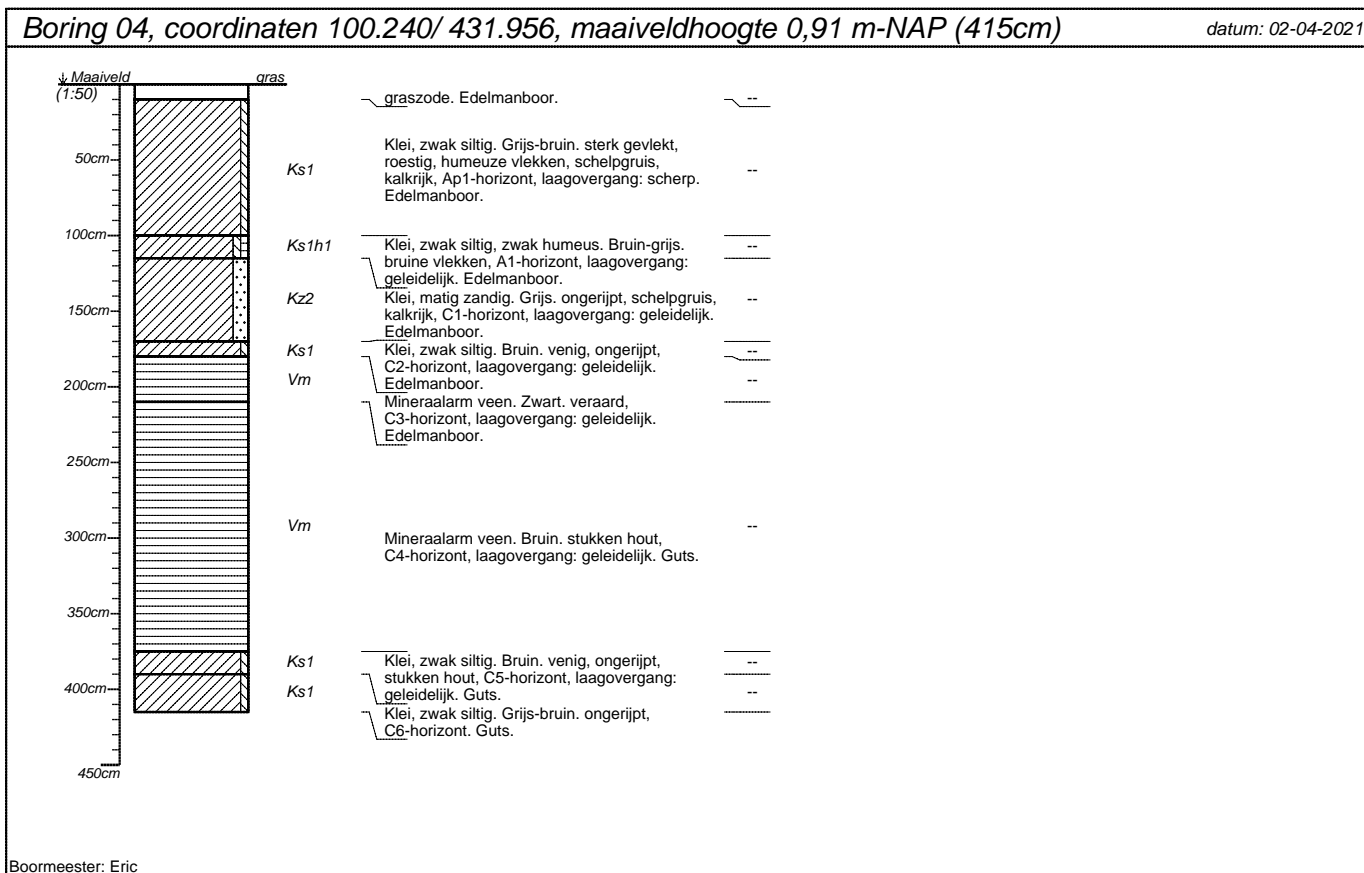 Boring 04, coordinaten 100.240/ 431.956, maaiveldhoogte 0,91 m-NAP (415cm)
datum: 02-04-2021
Maaiveld
gras
(1:50)
graszode. Edelmanboor.
--
50cm
Ks1
Klei, zwak siltig. Grijs-bruin. sterk gevlekt,
roestig, humeuze vlekken, schelpgruis,
kalkrijk, Ap1-horizont, laagovergang: scherp.
Edelmanboor.
--
100cm
Ks1h1
Klei, zwak siltig, zwak humeus. Bruin-grijs.
bruine vlekken, A1-horizont, laagovergang:
geleidelijk. Edelmanboor.
--
150cm
Kz2
Klei, matig zandig. Grijs. ongerijpt, schelpgruis,
kalkrijk, C1-horizont, laagovergang: geleidelijk.
Edelmanboor.
--
Ks1
Klei, zwak siltig. Bruin. venig, ongerijpt,
C2-horizont, laagovergang: geleidelijk.
Edelmanboor.
--
200cm
Vm
Mineraalarm veen. Zwart. veraard,
C3-horizont, laagovergang: geleidelijk.
Edelmanboor.
--
250cm
300cm
Vm
Mineraalarm veen. Bruin. stukken hout,
C4-horizont, laagovergang: geleidelijk. Guts.
--
350cm
Ks1
Klei, zwak siltig. Bruin. venig, ongerijpt,
stukken hout, C5-horizont, laagovergang:
geleidelijk. Guts.
--
400cm
Ks1
Klei, zwak siltig. Grijs-bruin. ongerijpt,
C6-horizont. Guts.
--
450cm
Boormeester: Eric